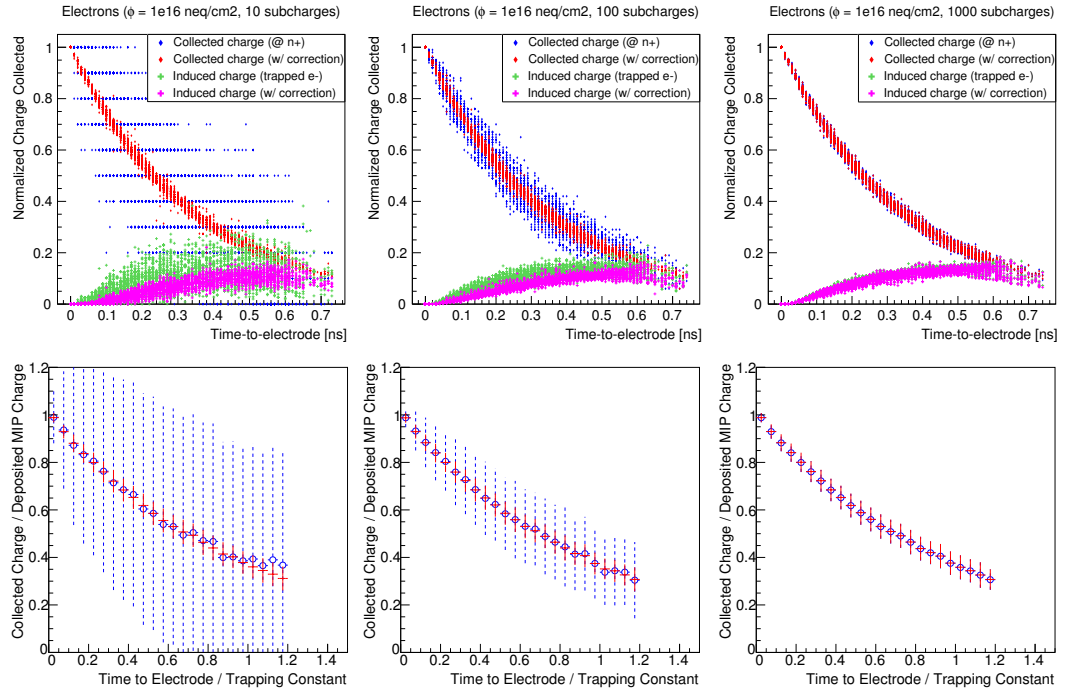 Electrons (ϕ = 1e16 neq/cm2, 10 subcharges)
Normalized Charge Collected
1
0.8
0.6
0.4
0.2
0
Collected charge (@ n+)
Collected charge (w/ correction)
Induced charge (trapped e-)
Induced charge (w/ correction)
0 0.1 0.2 0.3 0.4 0.5 0.6 0.7
Time-to-electrode [ns]
Electrons (ϕ = 1e16 neq/cm2, 100 subcharges)
Normalized Charge Collected
1
0.8
0.6
0.4
0.2
0
Collected charge (@ n+)
Collected charge (w/ correction)
Induced charge (trapped e-)
Induced charge (w/ correction)
0 0.1 0.2 0.3 0.4 0.5 0.6 0.7
Time-to-electrode [ns]
Electrons (ϕ = 1e16 neq/cm2, 1000 subcharges)
Normalized Charge Collected
1
0.8
0.6
0.4
0.2
0
Collected charge (@ n+)
Collected charge (w/ correction)
Induced charge (trapped e-)
Induced charge (w/ correction)
0 0.1 0.2 0.3 0.4 0.5 0.6 0.7
Time-to-electrode [ns]
Collected Charge / Deposited MIP Charge
1.2
1
0.8
0.6
0.4
0.2
0
0 0.2 0.4 0.6 0.8 1 1.2 1.4
Time to Electrode / Trapping Constant
Collected Charge / Deposited MIP Charge
1.2
1
0.8
0.6
0.4
0.2
0
0 0.2 0.4 0.6 0.8 1 1.2 1.4
Time to Electrode / Trapping Constant
Collected Charge / Deposited MIP Charge
1.2
1
0.8
0.6
0.4
0.2
0
0 0.2 0.4 0.6 0.8 1 1.2 1.4
Time to Electrode / Trapping Constant